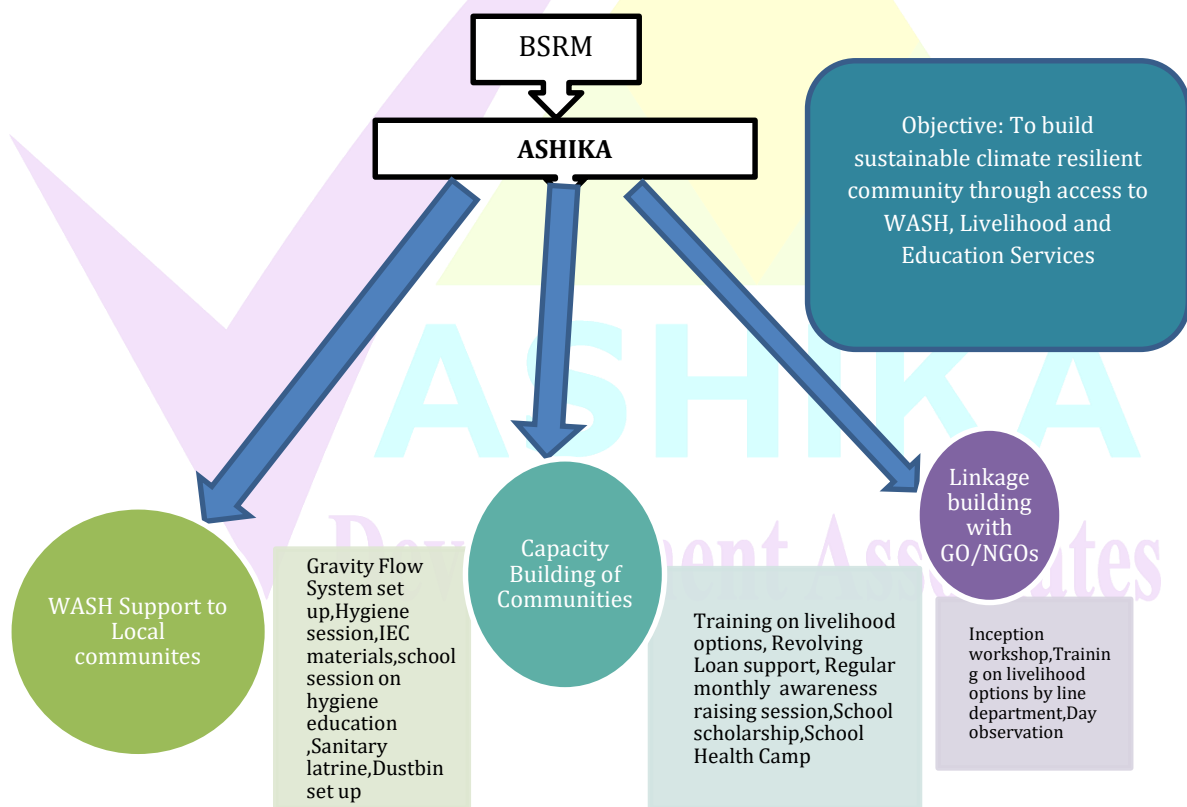 BSRM
ASHIKA
Objective: To build
sustainable climate resilient
community through access to
WASH, Livelihood and
Education Services
ASHIKA
Development Associates
WASH Support to
Local
communites
Gravity Flow
System set
up,Hygiene
session,IEC
materials,school
session on
hygiene
education
,Sanitary
latrine,Dustbin
set up
Capacity
Building of
Communities
Training on livelihood
options, Revolving
Loan support, Regular
monthly awareness
raising session,School
scholarship,School
Health Camp
Linkage
building
with
GO/NGOs
Inception
workshop,Trainin
g on livelihood
options by line
department,Day
observation